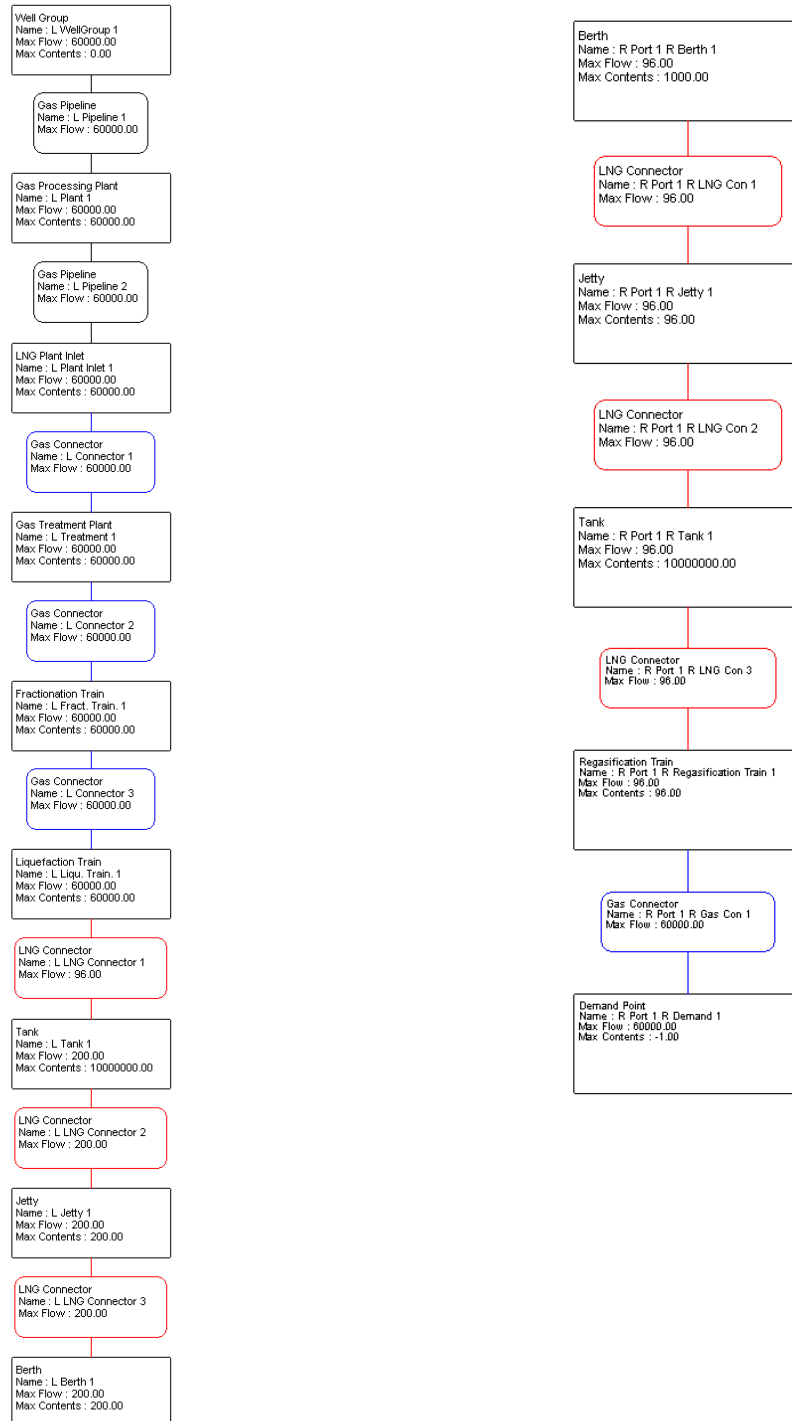 Well Group
Name : L WellGroup 1
Max Flow : 60000.00
Max Contents : 0.00
Gas Pipeline
Name : L Pipeline 1
Max Flow : 60000.00
Gas Processing Plant
Name : L Plant 1
Max Flow : 60000.00
Max Contents : 60000.00
Gas Pipeline
Name : L Pipeline 2
Max Flow : 60000.00
LNG Plant Inlet
Name : L Plant Inlet 1
Max Flow : 60000.00
Max Contents : 60000.00
Gas Connector
Name : L Connector 1
Max Flow : 60000.00
Gas Treatment Plant
Name : L Treatment 1
Max Flow : 60000.00
Max Contents : 60000.00
Gas Connector
Name : L Connector 2
Max Flow : 60000.00
Fractionation Train
Name : L Fract. Train. 1
Max Flow : 60000.00
Max Contents : 60000.00
Gas Connector
Name : L Connector 3
Max Flow : 60000.00
Liquefaction Train
Name : L Liqu. Train. 1
Max Flow : 60000.00
Max Contents : 60000.00
LNG Connector
Name : L LNG Connector 1
Max Flow : 96.00
Tank
Name : L Tank 1
Max Flow : 200.00
Max Contents : 10000000.00
LNG Connector
Name : L LNG Connector 2
Max Flow : 200.00
Jetty
Name : L Jetty 1
Max Flow : 200.00
Max Contents : 200.00
LNG Connector
Name : L LNG Connector 3
Max Flow : 200.00
Berth
Name : L Berth 1
Max Flow : 200.00
Max Contents : 200.00
Berth
Name : R Port 1 R Berth 1
Max Flow : 96.00
Max Contents : 1000.00
LNG Connector
Name : R Port 1 R LNG Con 1
Max Flow : 96.00
Jetty
Name : R Port 1 R Jetty 1
Max Flow : 96.00
Max Contents : 96.00
LNG Connector
Name : R Port 1 R LNG Con 2
Max Flow : 96.00
Tank
Name : R Port 1 R Tank 1
Max Flow : 96.00
Max Contents : 10000000.00
LNG Connector
Name : R Port 1 R LNG Con 3
Max Flow : 96.00
Regasification Train
Name : R Port 1 R Regasification Train 1
Max Flow : 96.00
Max Contents : 96.00
Gas Connector
Name : R Port 1 R Gas Con 1
Max Flow : 60000.00
Demand Point
Name : R Port 1 R Demand 1
Max Flow : 60000.00
Max Contents : -1.00